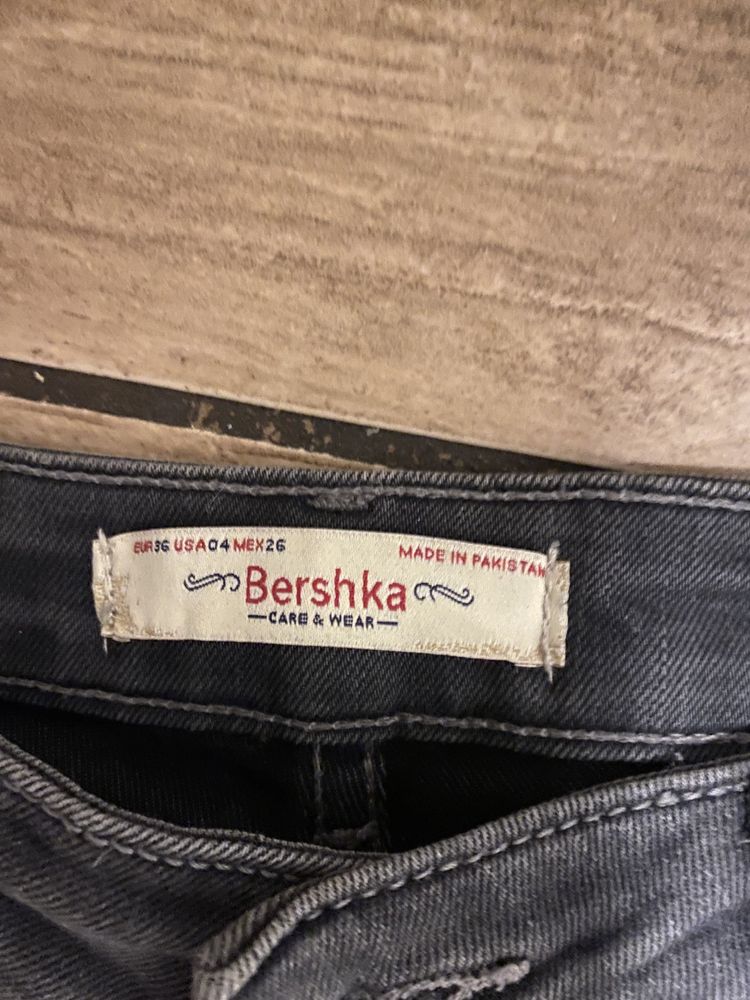 EUR36 USA04 MEX26 MADE IN PAKISTAN
Bershka
CARE & WEAR